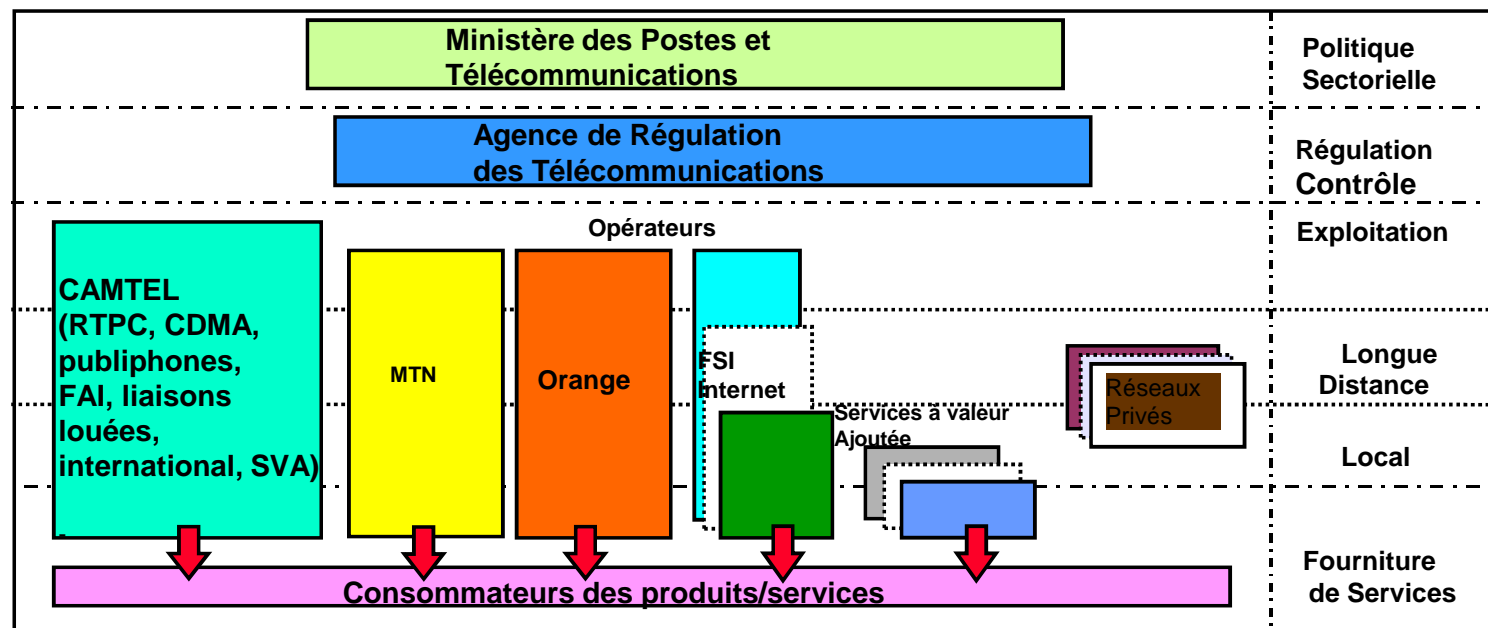 Ministère des Postes et
Télécommunications
Politique
Sectorielle
Agence de Régulation
des Télécommunications
Régulation
Contrôle
Opérateurs
Exploitation
CAMTEL
(RTPC, CDMA,
publiphones,
FAI, liaisons
louées,
international, SVA)
MTN
Orange
FSI
Internet
Services à valeur
Ajoutée
Réseaux
Privés
Longue
Distance
Local
Consommateurs des produits/services
Fourniture
de Services